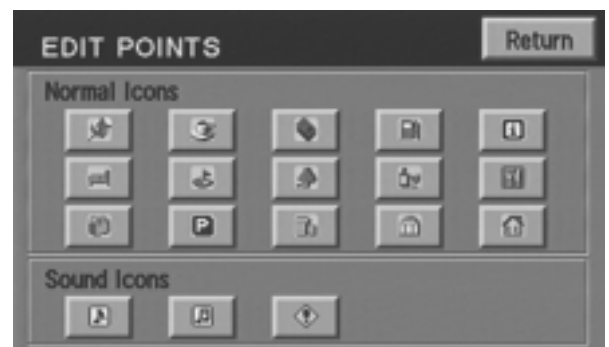 EDIT POINTS
Return
Normal Icons
i
P
Sound Icons